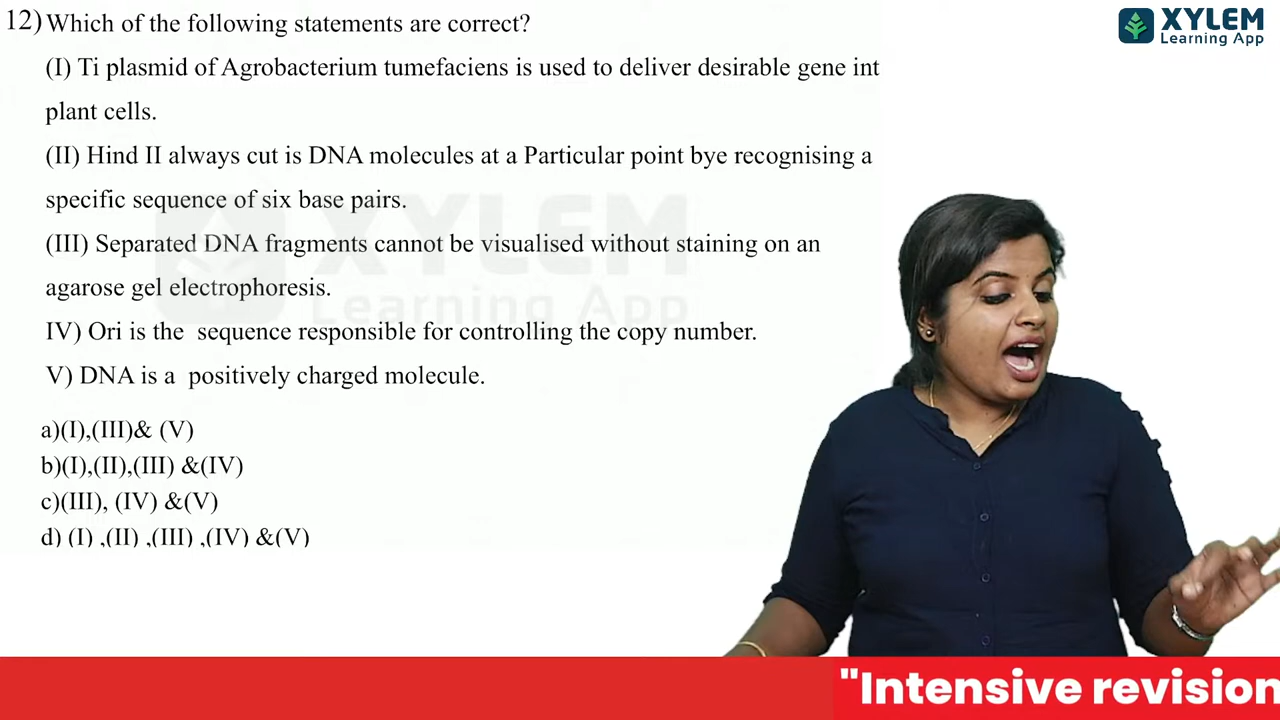 12) Which of the following statements are correct?
XYLEM
Learning App
(I) Ti plasmid of Agrobacterium tumefaciens is used to deliver desirable gene int
plant cells.
(II) Hind II always cut is DNA molecules at a Particular point bye recognising a
specific sequence of six base pairs.
(III) Separated DNA fragments cannot be visualised without staining on an
agarose gel electrophoresis.
IV) Ori is the sequence responsible for controlling the copy number.
V) DNA is a positively charged molecule.
XYLEM
Learning App
a)(I),(III)& (V)
b)(I),(II),(III) &(IV)
c)(III), (IV) &(V)
d) (I) ,(II) ,(III) ,(IV) &(V)
"Intensive revision